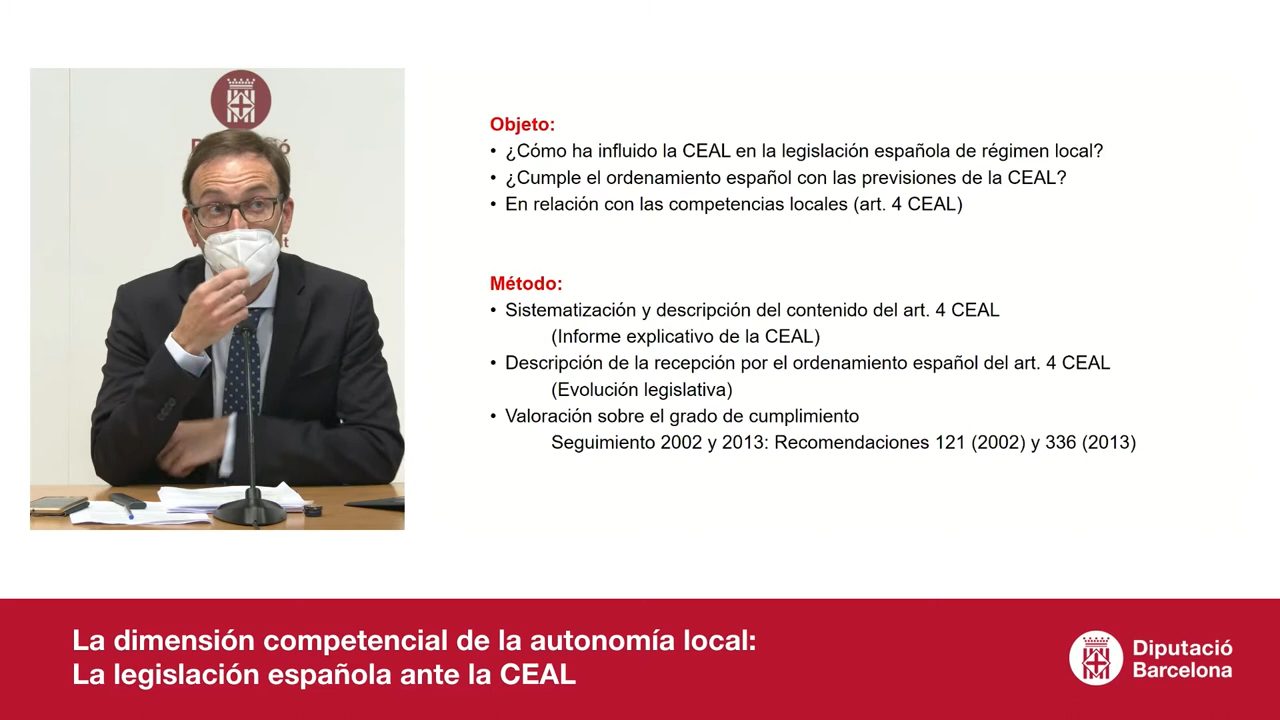 Objeto:
• ¿Cómo ha influido la CEAL en la legislación española de régimen local?
• ¿Cumple el ordenamiento español con las previsiones de la CEAL?
• En relación con las competencias locales (art. 4 CEAL)
Método:
• Sistematización y descripción del contenido del art. 4 CEAL
(Informe explicativo de la CEAL)
• Descripción de la recepción por el ordenamiento español del art. 4 CEAL
(Evolución legislativa)
• Valoración sobre el grado de cumplimiento
Seguimiento 2002 y 2013: Recomendaciones 121 (2002) y 336 (2013)
La dimensión competencial de la autonomía local:
La legislación española ante la CEAL
Diputació
Barcelona